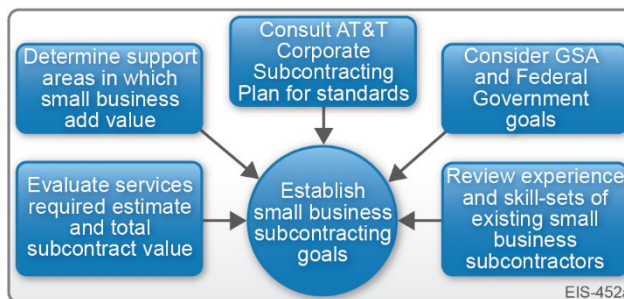 Determine support
areas in which
small business
add value
Consult AT&T
Corporate
Subcontracting
Plan for standards
Consider GSA
and Federal
Government
goals
Evaluate services
required estimate
and total
subcontract value
Establish
small business
subcontracting
goals
Review experience
and skill-sets of
existing small
business
subcontractors
EIS-452a